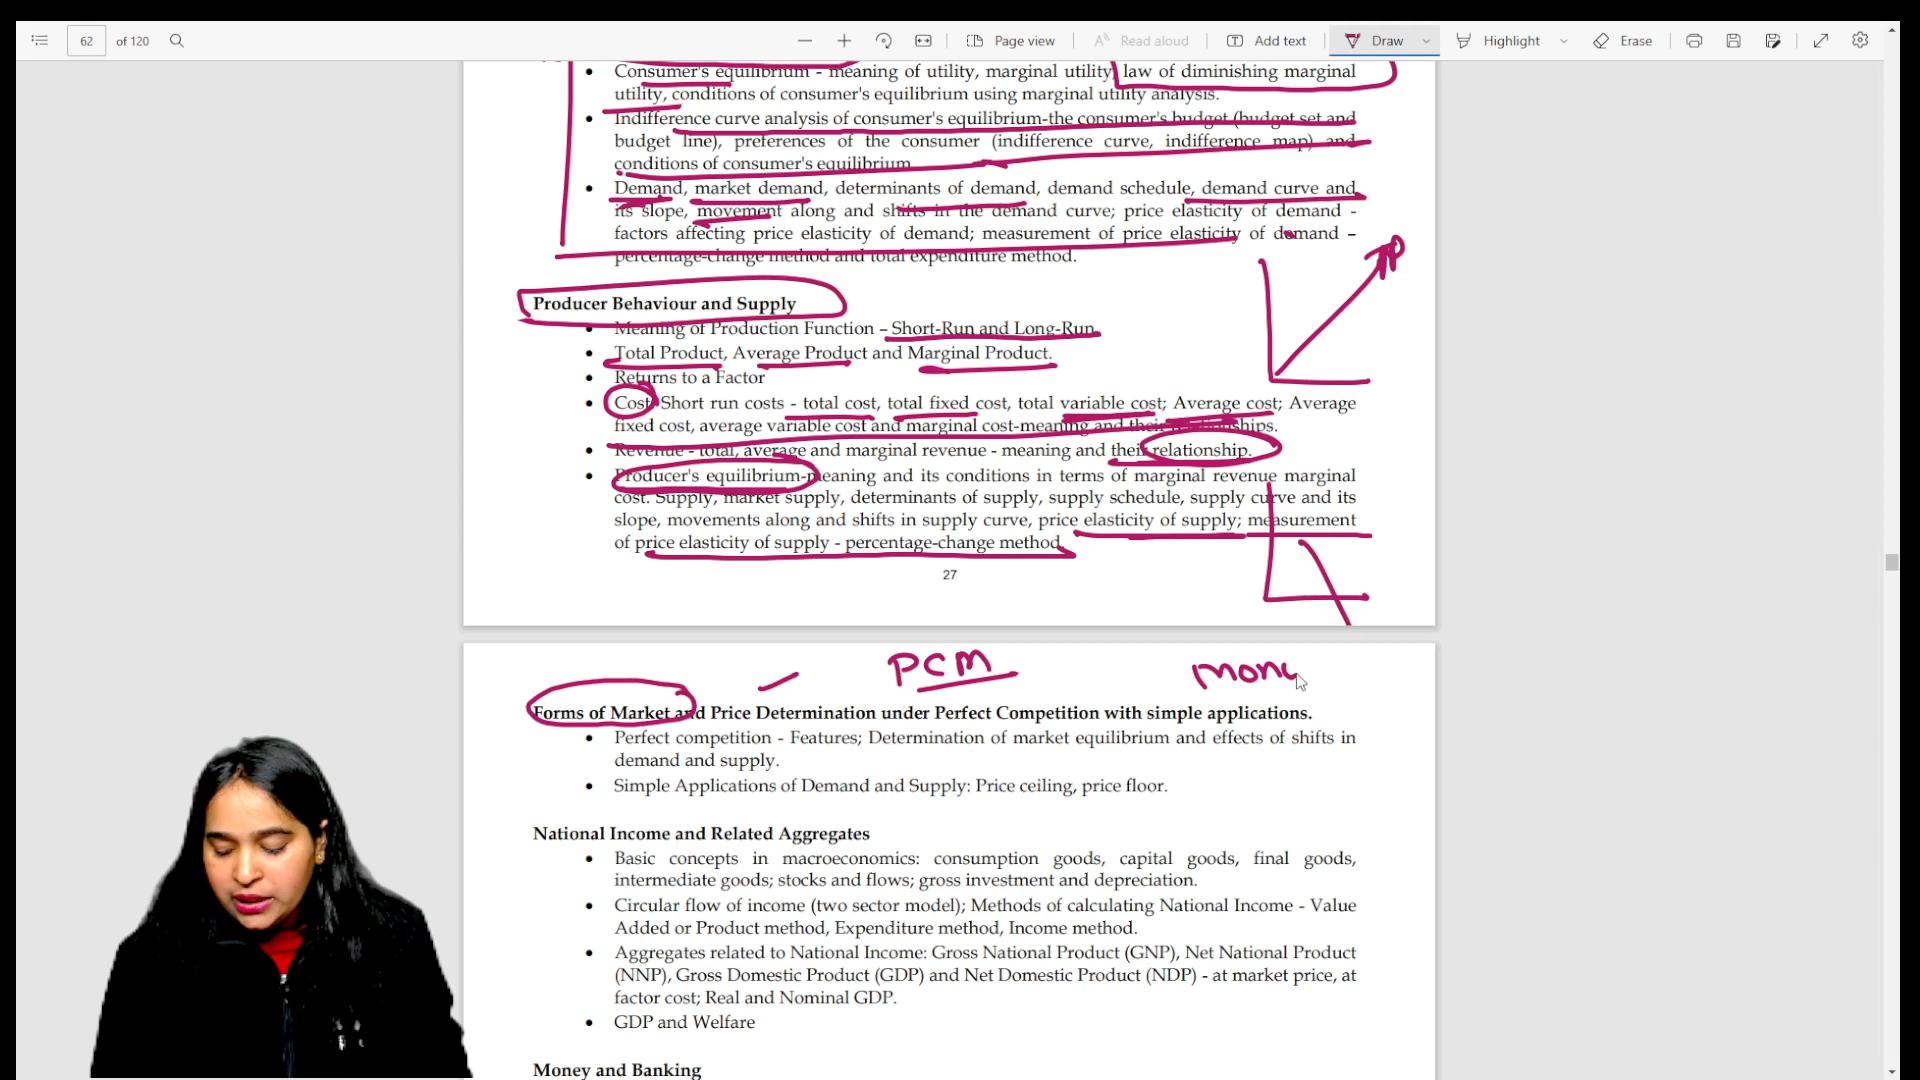 62 of 120 Page view Read aloud Add text Draw Highlight Erase
Consumer's equilibrium - meaning of utility, marginal utility, law of diminishing marginal
utility, conditions of consumer's equilibrium using marginal utility analysis.
Indifference curve analysis of consumer's equilibrium-the consumer's budget (budget set and
budget line), preferences of the consumer (indifference curve, indifference map) and
conditions of consumer's equilibrium.
Demand, market demand, determinants of demand, demand schedule, demand curve and
its slope, movement along and shifts in the demand curve; price elasticity of demand -
factors affecting price elasticity of demand; measurement of price elasticity of demand –
percentage-change method and total expenditure method.
Producer Behaviour and Supply
Meaning of Production Function – Short-Run and Long-Run
Total Product, Average Product and Marginal Product.
Returns to a Factor
Cost: Short run costs - total cost, total fixed cost, total variable cost; Average cost; Average
fixed cost, average variable cost and marginal cost-meaning and their relationships.
Revenue - total, average and marginal revenue - meaning and their relationship.
Producer's equilibrium-meaning and its conditions in terms of marginal revenue marginal
cost. Supply, market supply, determinants of supply, supply schedule, supply curve and its
slope, movements along and shifts in supply curve, price elasticity of supply; measurement
of price elasticity of supply - percentage-change method.
27
PCM mono
Forms of Market and Price Determination under Perfect Competition with simple applications.
Perfect competition - Features; Determination of market equilibrium and effects of shifts in
demand and supply.
Simple Applications of Demand and Supply: Price ceiling, price floor.
National Income and Related Aggregates
Basic concepts in macroeconomics: consumption goods, capital goods, final goods,
intermediate goods; stocks and flows; gross investment and depreciation.
Circular flow of income (two sector model); Methods of calculating National Income - Value
Added or Product method, Expenditure method, Income method.
Aggregates related to National Income: Gross National Product (GNP), Net National Product
(NNP), Gross Domestic Product (GDP) and Net Domestic Product (NDP) - at market price, at
factor cost; Real and Nominal GDP.
GDP and Welfare
Money and Banking